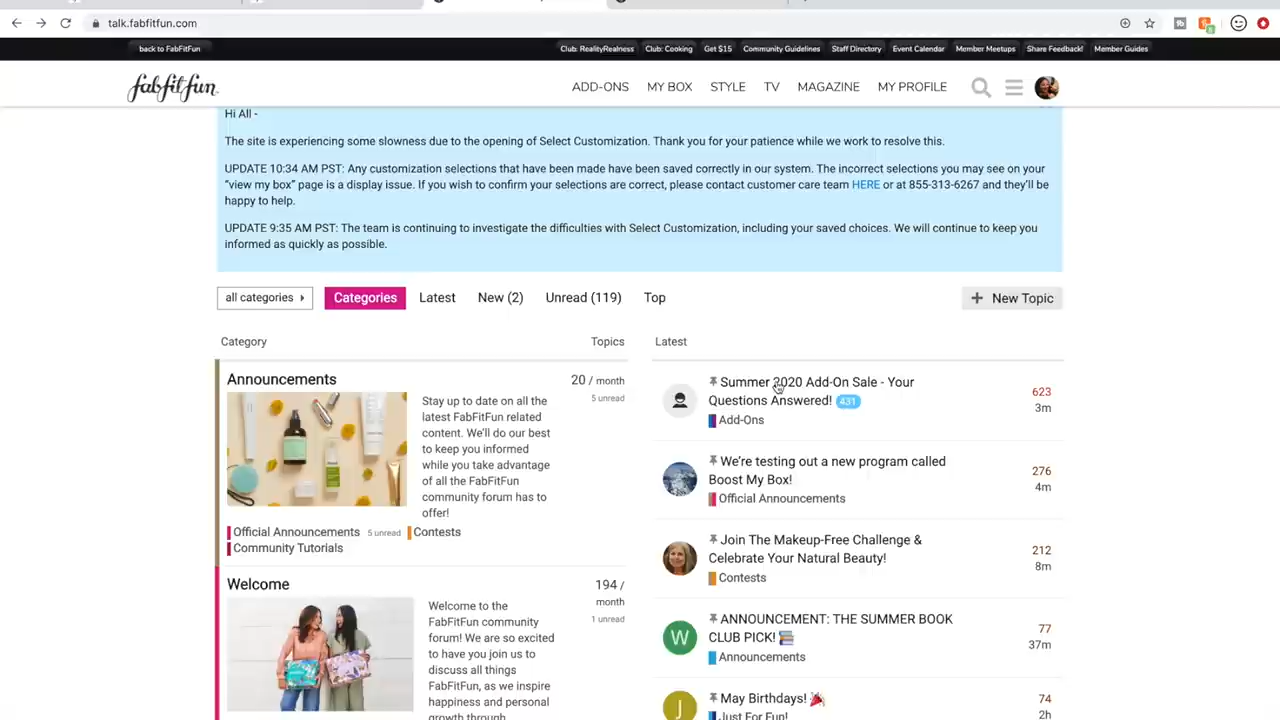 talk.fabfitfun.com
back to FabFitFun
Club: RealityRealness Club: Cooking Get $15 Community Guidelines Staff Directory Event Calendar Member Meetups Share Feedback! Member Guides
fabfitfun.
ADD-ONS MY BOX STYLE TV MAGAZINE MY PROFILE
Hi All -
The site is experiencing some slowness due to the opening of Select Customization. Thank you for your patience while we work to resolve this.
UPDATE 10:34 AM PST: Any customization selections that have been made have been saved correctly in our system. The incorrect selections you may see on your
"view my box" page is a display issue. If you wish to confirm your selections are correct, please contact customer care team HERE or at 855-313-6267 and they'll be
happy to help.
UPDATE 9:35 AM PST: The team is continuing to investigate the difficulties with Select Customization, including your saved choices. We will continue to keep you
informed as quickly as possible.
all categories Categories Latest New (2) Unread (119) Top + New Topic
Category Topics
Announcements 20 / month
5 unread
Stay up to date on all the
latest FabFitFun related
content. We'll do our best
to keep you informed
while you take advantage
of all the FabFitFun
community forum has to
offer!
Official Announcements 5 unread Contests
Community Tutorials
Welcome 194 /
month
1 unread
Welcome to the
FabFitFun community
forum! We are so excited
to have you join us to
discuss all things
FabFitFun, as we inspire
happiness and personal
growth through
Latest
Summer 2020 Add-On Sale - Your
Questions Answered! 431
Add-Ons
623
3m
We're testing out a new program called
Boost My Box!
Official Announcements
276
4m
Join The Makeup-Free Challenge &
Celebrate Your Natural Beauty!
Contests
212
8m
W
ANNOUNCEMENT: THE SUMMER BOOK
CLUB PICK!
Announcements
77
37m
J
May Birthdays!
Just For Fun!
74
2h